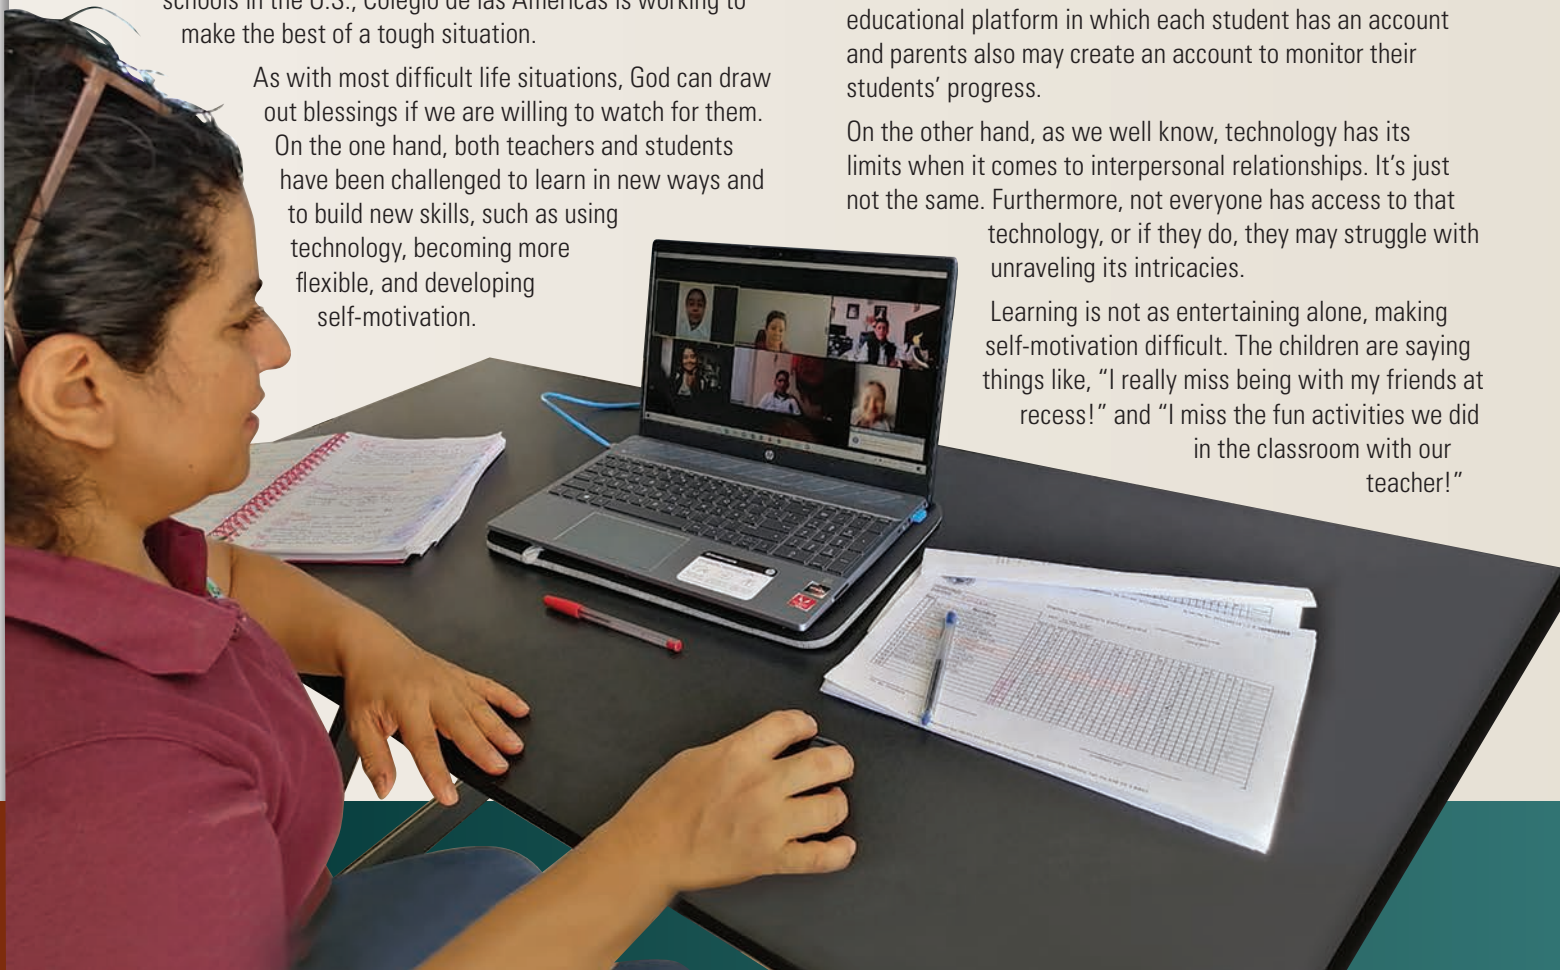 schools in the U.S., Colegio de las Américas is working to
make the best of a tough situation.
As with most difficult life situations, God can draw
out blessings if we are willing to watch for them.
On the one hand, both teachers and students
have been challenged to learn in new ways and
to build new skills, such as using
technology, becoming more
flexible, and developing
self-motivation.
educational platform in which each student has an account
and parents also may create an account to monitor their
students’ progress.
On the other hand, as we well know, technology has its
limits when it comes to interpersonal relationships. It’s just
not the same. Furthermore, not everyone has access to that
technology, or if they do, they may struggle with
unraveling its intricacies.
Learning is not as entertaining alone, making
self-motivation difficult. The children are saying
things like, “I really miss being with my friends at
recess!” and “I miss the fun activities we did
in the classroom with our
teacher!”
hp